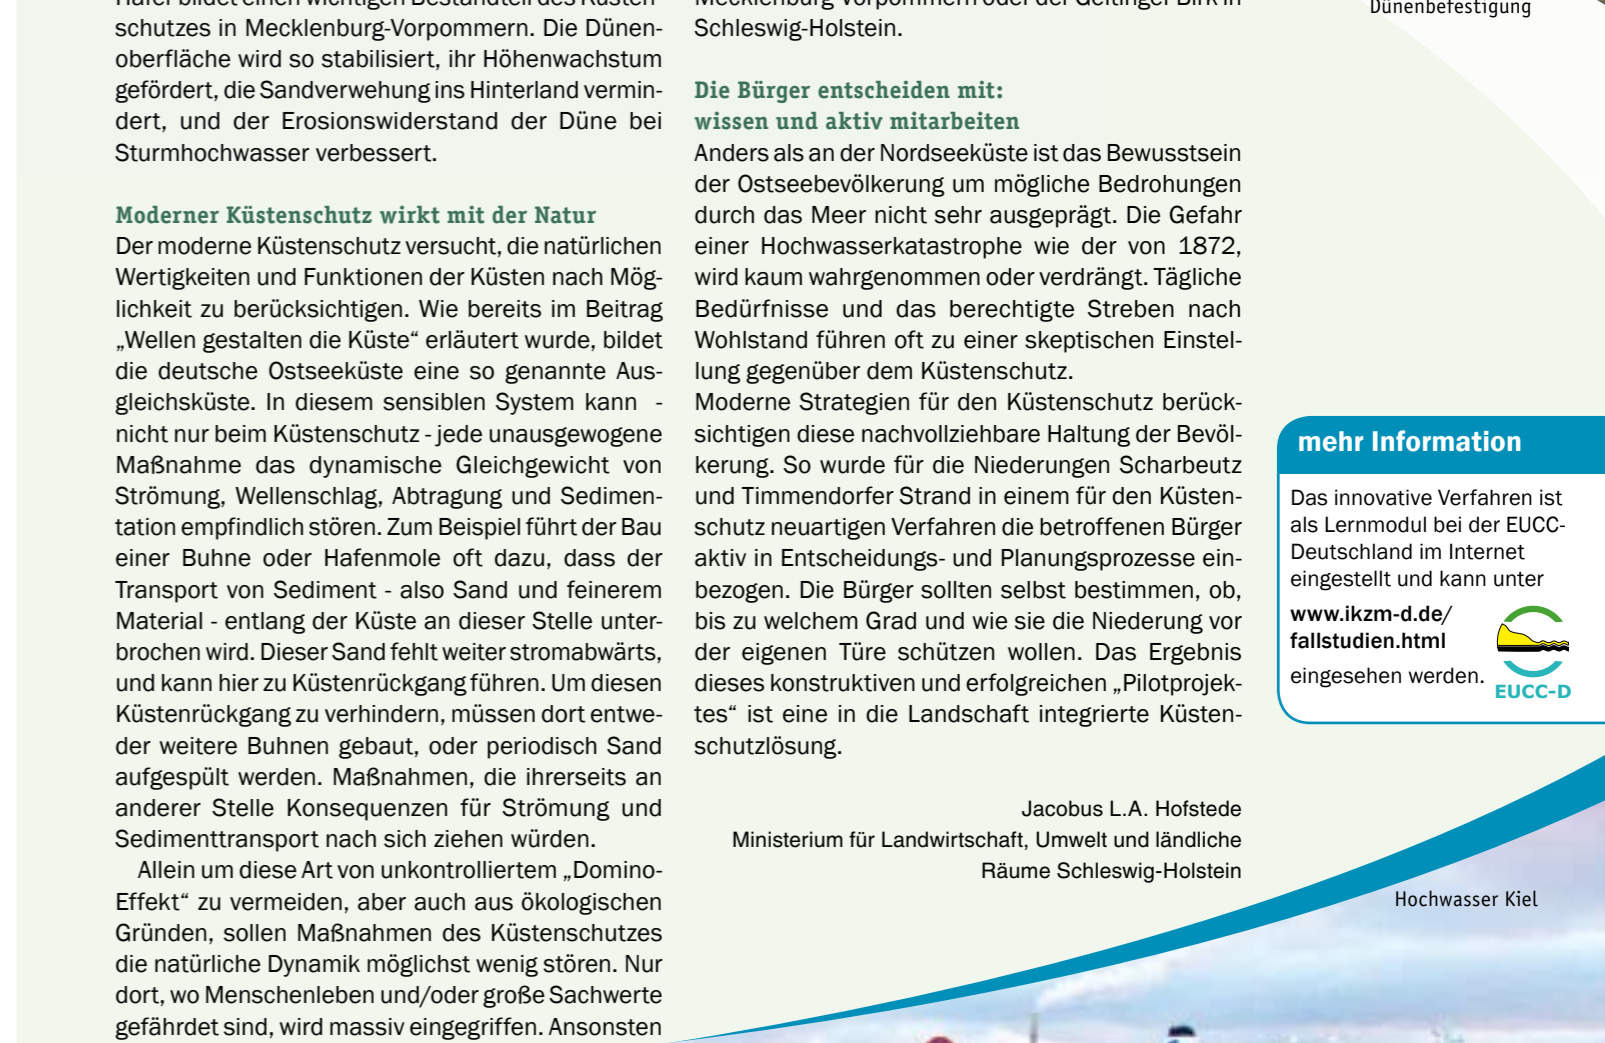 Hafer bildet einen wichtigen Bestandteil des Küsten-
schutzes in Mecklenburg-Vorpommern. Die Dünen-
oberfläche wird so stabilisiert, ihr Höhenwachstum
gefördert, die Sandverwehung ins Hinterland vermin-
dert, und der Erosionswiderstand der Düne bei
Sturmhochwasser verbessert.

Moderner Küstenschutz wirkt mit der Natur
Der moderne Küstenschutz versucht, die natürlichen
Wertigkeiten und Funktionen der Küsten nach Mög-
lichkeit zu berücksichtigen. Wie bereits im Beitrag
„Wellen gestalten die Küste“ erläutert wurde, bildet
die deutsche Ostseeküste eine so genannte Aus-
gleichsküste. In diesem sensiblen System kann -
nicht nur beim Küstenschutz - jede unausgewogene
Maßnahme das dynamische Gleichgewicht von
Strömung, Wellenschlag, Abtragung und Sedimen-
tation empfindlich stören. Zum Beispiel führt der Bau
einer Buhne oder Hafenmole oft dazu, dass der
Transport von Sediment - also Sand und feinerem
Material - entlang der Küste an dieser Stelle unter-
brochen wird. Dieser Sand fehlt weiter stromabwärts,
und kann hier zu Küstenrückgang führen. Um diesen
Küstenrückgang zu verhindern, müssen dort entwe-
der weitere Buhnen gebaut, oder periodisch Sand
aufgespült werden. Maßnahmen, die ihrerseits an
anderer Stelle Konsequenzen für Strömung und
Sedimenttransport nach sich ziehen würden.
Allein um diese Art von unkontrolliertem „Domino-
Effekt“ zu vermeiden, aber auch aus ökologischen
Gründen, sollen Maßnahmen des Küstenschutzes
die natürliche Dynamik möglichst wenig stören. Nur
dort, wo Menschenleben und/oder große Sachwerte
gefährdet sind, wird massiv eingegriffen. Ansonsten

Mecklenburg-Vorpommern oder der Geltinger Birk in
Schleswig-Holstein.

Die Bürger entscheiden mit:
wissen und aktiv mitarbeiten
Anders als an der Nordseeküste ist das Bewusstsein
der Ostseebevölkerung um mögliche Bedrohungen
durch das Meer nicht sehr ausgeprägt. Die Gefahr
einer Hochwasserkatastrophe wie der von 1872,
wird kaum wahrgenommen oder verdrängt. Tägliche
Bedürfnisse und das berechtigte Streben nach
Wohlstand führen oft zu einer skeptischen Einstel-
lung gegenüber dem Küstenschutz.
Moderne Strategien für den Küstenschutz berück-
sichtigen diese nachvollziehbare Haltung der Bevöl-
kerung. So wurde für die Niederungen Scharbeutz
und Timmendorfer Strand in einem für den Küsten-
schutz neuartigen Verfahren die betroffenen Bürger
aktiv in Entscheidungs- und Planungsprozesse ein-
bezogen. Die Bürger sollten selbst bestimmen, ob,
bis zu welchem Grad und wie sie die Niederung vor
der eigenen Türe schützen wollen. Das Ergebnis
dieses konstruktiven und erfolgreichen „Pilotprojek-
tes“ ist eine in die Landschaft integrierte Küsten-
schutzlösung.

Jacobus L.A. Hofstede
Ministerium für Landwirtschaft, Umwelt und ländliche
Räume Schleswig-Holstein

Dünenbefestigung

mehr Information
Das innovative Verfahren ist
als Lernmodul bei der EUCC-
Deutschland im Internet
eingestellt und kann unter
www.ikzm-d.de/
fallstudien.html
eingesehen werden.
EUCC-D

Hochwasser Kiel